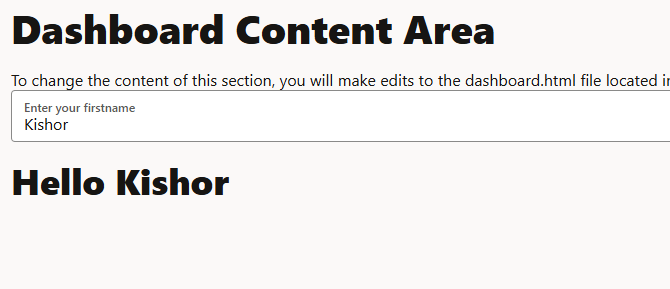 Dashboard Content Area
To change the content of this section, you will make edits to the dashboard.html file located
Enter your firstname
Kishor
Hello Kishor